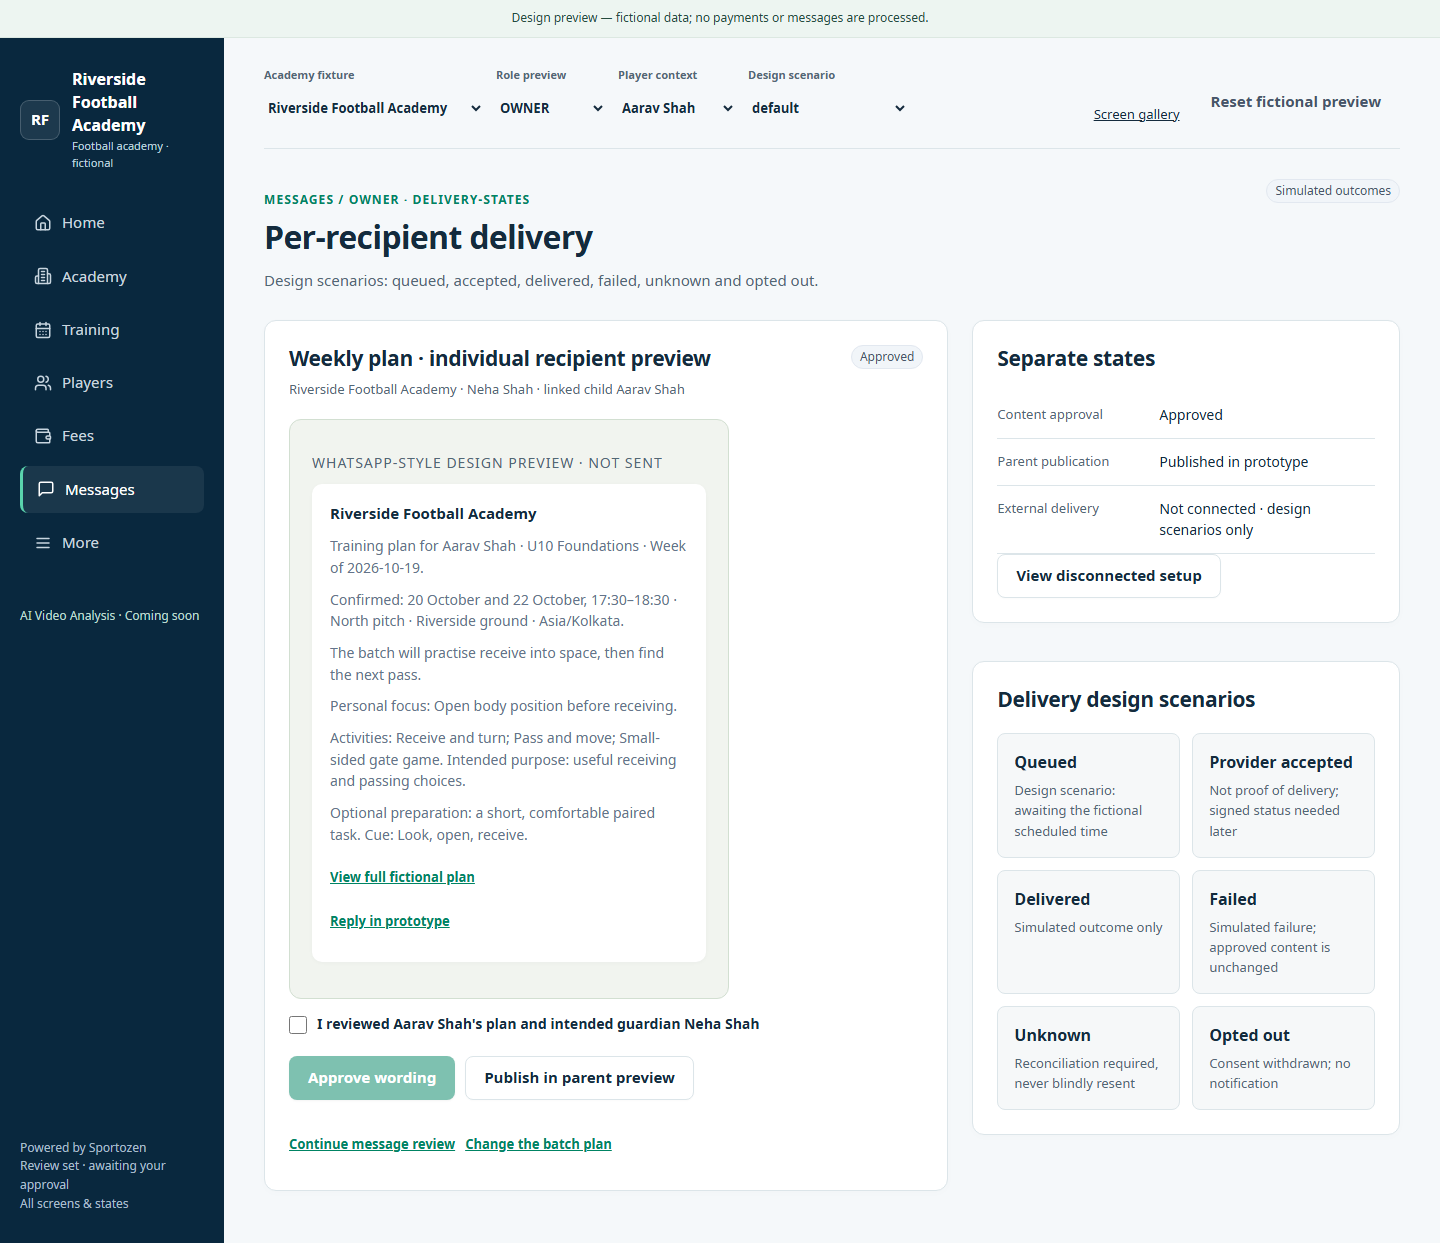 Design preview — fictional data; no payments or messages are processed.
RF
Riverside
Football
Academy
Football academy ·
fictional
Home
Academy
Training
Players
Fees
Messages
More
AI Video Analysis · Coming soon
Powered by Sportozen
Review set · awaiting your
approval
All screens & states
Academy fixture
Riverside Football Academy
Role preview
OWNER
Player context
Aarav Shah
Design scenario
default
Screen gallery
Reset fictional preview
MESSAGES / OWNER · DELIVERY-STATES
Per-recipient delivery
Design scenarios: queued, accepted, delivered, failed, unknown and opted out.
Simulated outcomes
Weekly plan · individual recipient preview
Approved
Riverside Football Academy · Neha Shah · linked child Aarav Shah
WHATSAPP-STYLE DESIGN PREVIEW · NOT SENT
Riverside Football Academy
Training plan for Aarav Shah · U10 Foundations · Week
of 2026-10-19.
Confirmed: 20 October and 22 October, 17:30–18:30 ·
North pitch · Riverside ground · Asia/Kolkata.
The batch will practise receive into space, then find
the next pass.
Personal focus: Open body position before receiving.
Activities: Receive and turn; Pass and move; Small-
sided gate game. Intended purpose: useful receiving
and passing choices.
Optional preparation: a short, comfortable paired
task. Cue: Look, open, receive.
View full fictional plan
Reply in prototype
I reviewed Aarav Shah's plan and intended guardian Neha Shah
Approve wording
Publish in parent preview
Continue message review
Change the batch plan
Separate states
Content approval
Approved
Parent publication
Published in prototype
External delivery
Not connected · design
scenarios only
View disconnected setup
Delivery design scenarios
Queued
Design scenario:
awaiting the fictional
scheduled time
Provider accepted
Not proof of delivery;
signed status needed
later
Delivered
Simulated outcome only
Failed
Simulated failure;
approved content is
unchanged
Unknown
Reconciliation required,
never blindly resent
Opted out
Consent withdrawn; no
notification